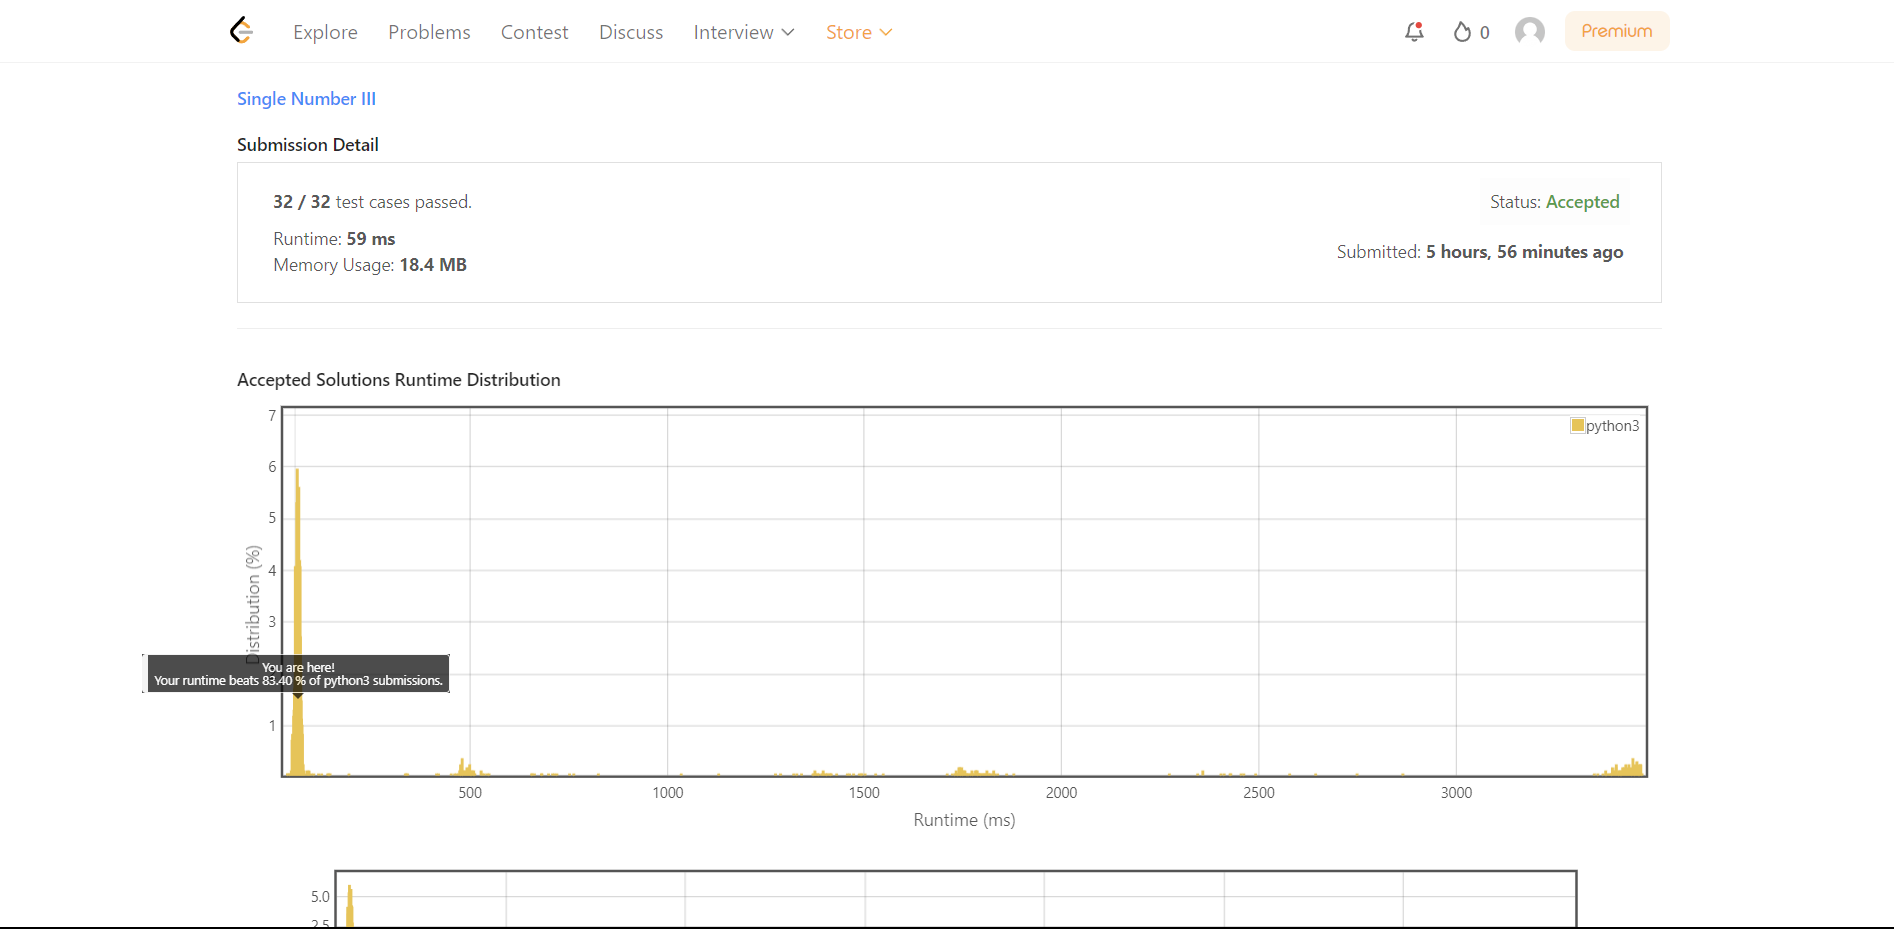 Explore Problems Contest Discuss Interview Store 0 Premium
Single Number III
Submission Detail
32 / 32 test cases passed.
Status: Accepted
Runtime: 59 ms
Submitted: 5 hours, 56 minutes ago
Memory Usage: 18.4 MB
Accepted Solutions Runtime Distribution
7
python3
6
5
4
3
Distribution (%)
You are here!
Your runtime beats 83.40 % of python3 submissions.
1
500 1000 1500 2000 2500 3000
Runtime (ms)
5.0
2.5